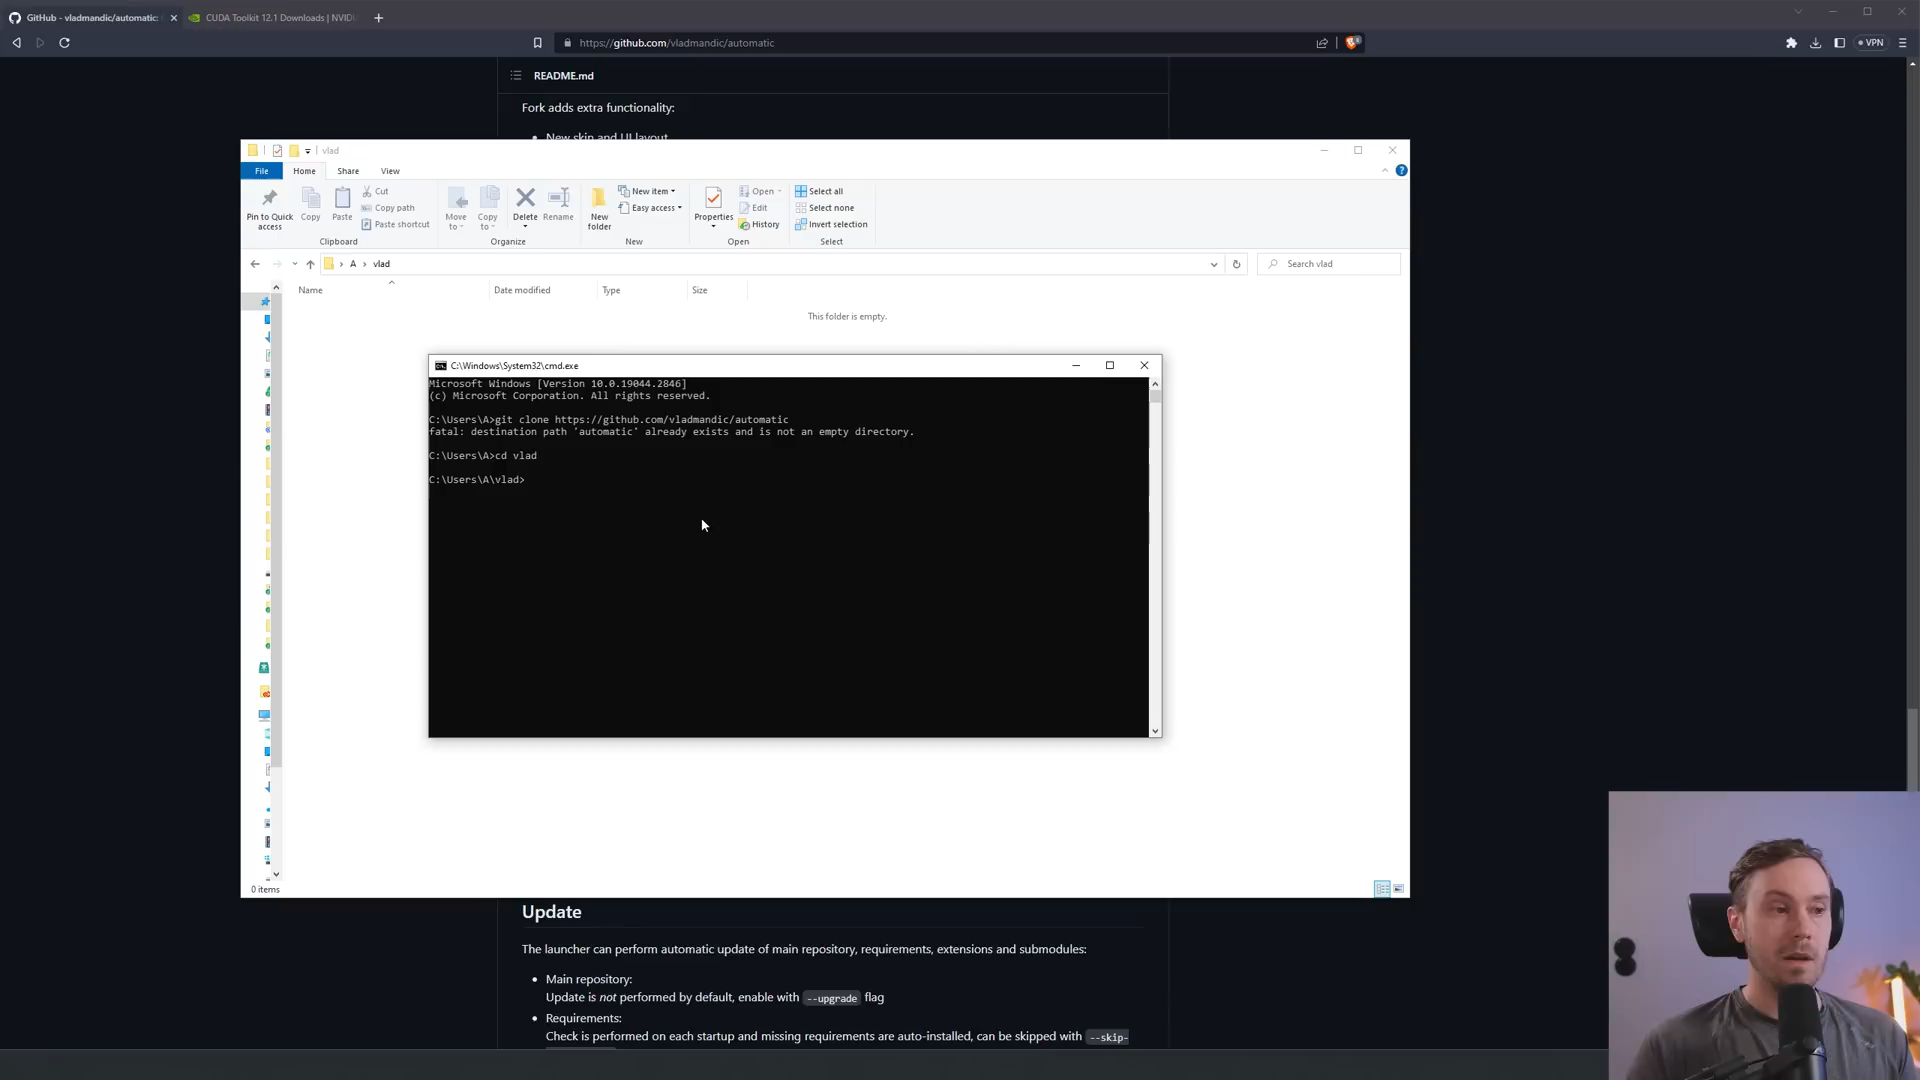 GitHub - vladmandic/automatic:
CUDA Toolkit 12.1 Downloads | NVIDI
https://github.com/vladmandic/automatic
VPN
README.md
Fork adds extra functionality:
New skin and UI layout
vlad
File
Home
Share
View
Pin to Quick access
Copy
Paste
Cut
Copy path
Paste shortcut
Clipboard
Move to
Copy to
Delete
Rename
Organize
New folder
New item
Easy access
New
Properties
Open
Edit
History
Open
Select all
Select none
Invert selection
Select
A > vlad
Search vlad
Name
Date modified
Type
Size
This folder is empty.
C:\Windows\System32\cmd.exe
Microsoft Windows [Version 10.0.19044.2846]
(c) Microsoft Corporation. All rights reserved.
C:\Users\A>git clone https://github.com/vladmandic/automatic
fatal: destination path 'automatic' already exists and is not an empty directory.
C:\Users\A>cd vlad
C:\Users\A\vlad>
0 items
Update
The launcher can perform automatic update of main repository, requirements, extensions and submodules:
Main repository:
Update is not performed by default, enable with --upgrade flag
Requirements:
Check is performed on each startup and missing requirements are auto-installed, can be skipped with --skip-